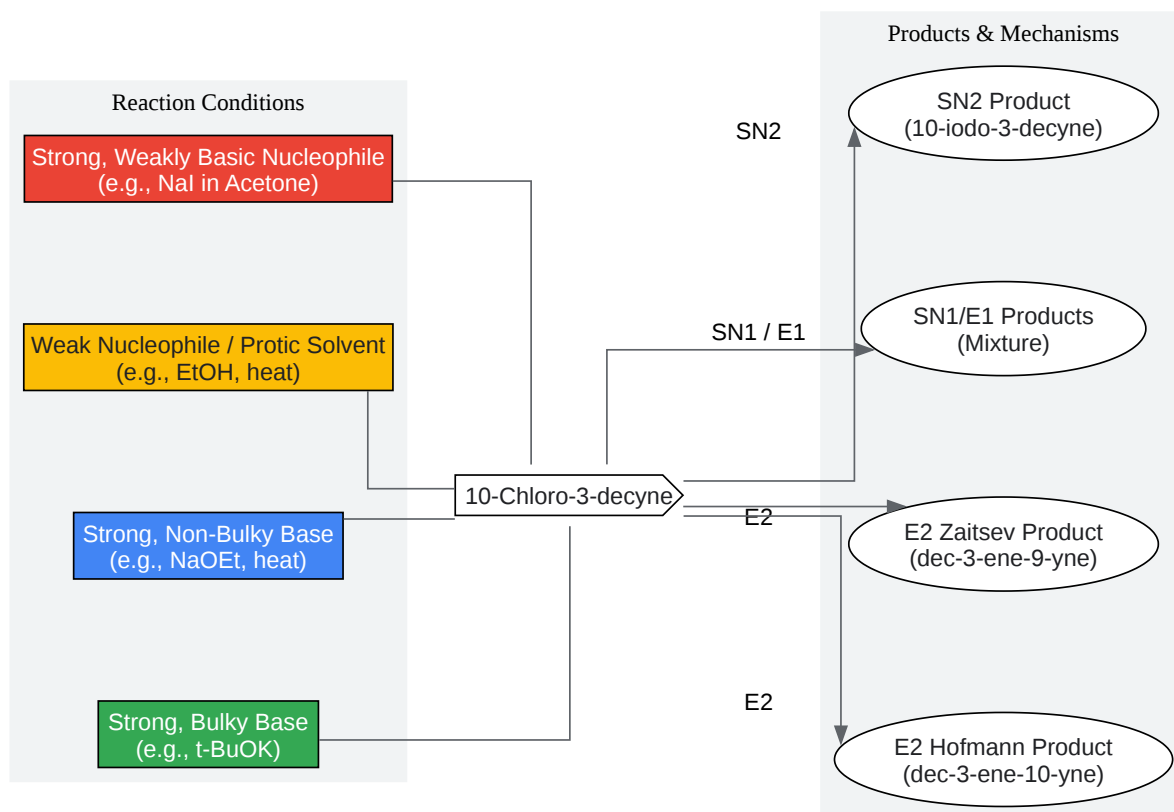 Reaction Conditions
Strong, Weakly Basic Nucleophile
(e.g., NaI in Acetone)
Weak Nucleophile / Protic Solvent
(e.g., EtOH, heat)
Strong, Non-Bulky Base
(e.g., NaOEt, heat)
Strong, Bulky Base
(e.g., t-BuOK)
10-Chloro-3-decyne
SN2
SN1 / E1
E2
E2
Products & Mechanisms
SN2 Product
(10-iodo-3-decyne)
SN1/E1 Products
(Mixture)
E2 Zaitsev Product
(dec-3-ene-9-yne)
E2 Hofmann Product
(dec-3-ene-10-yne)